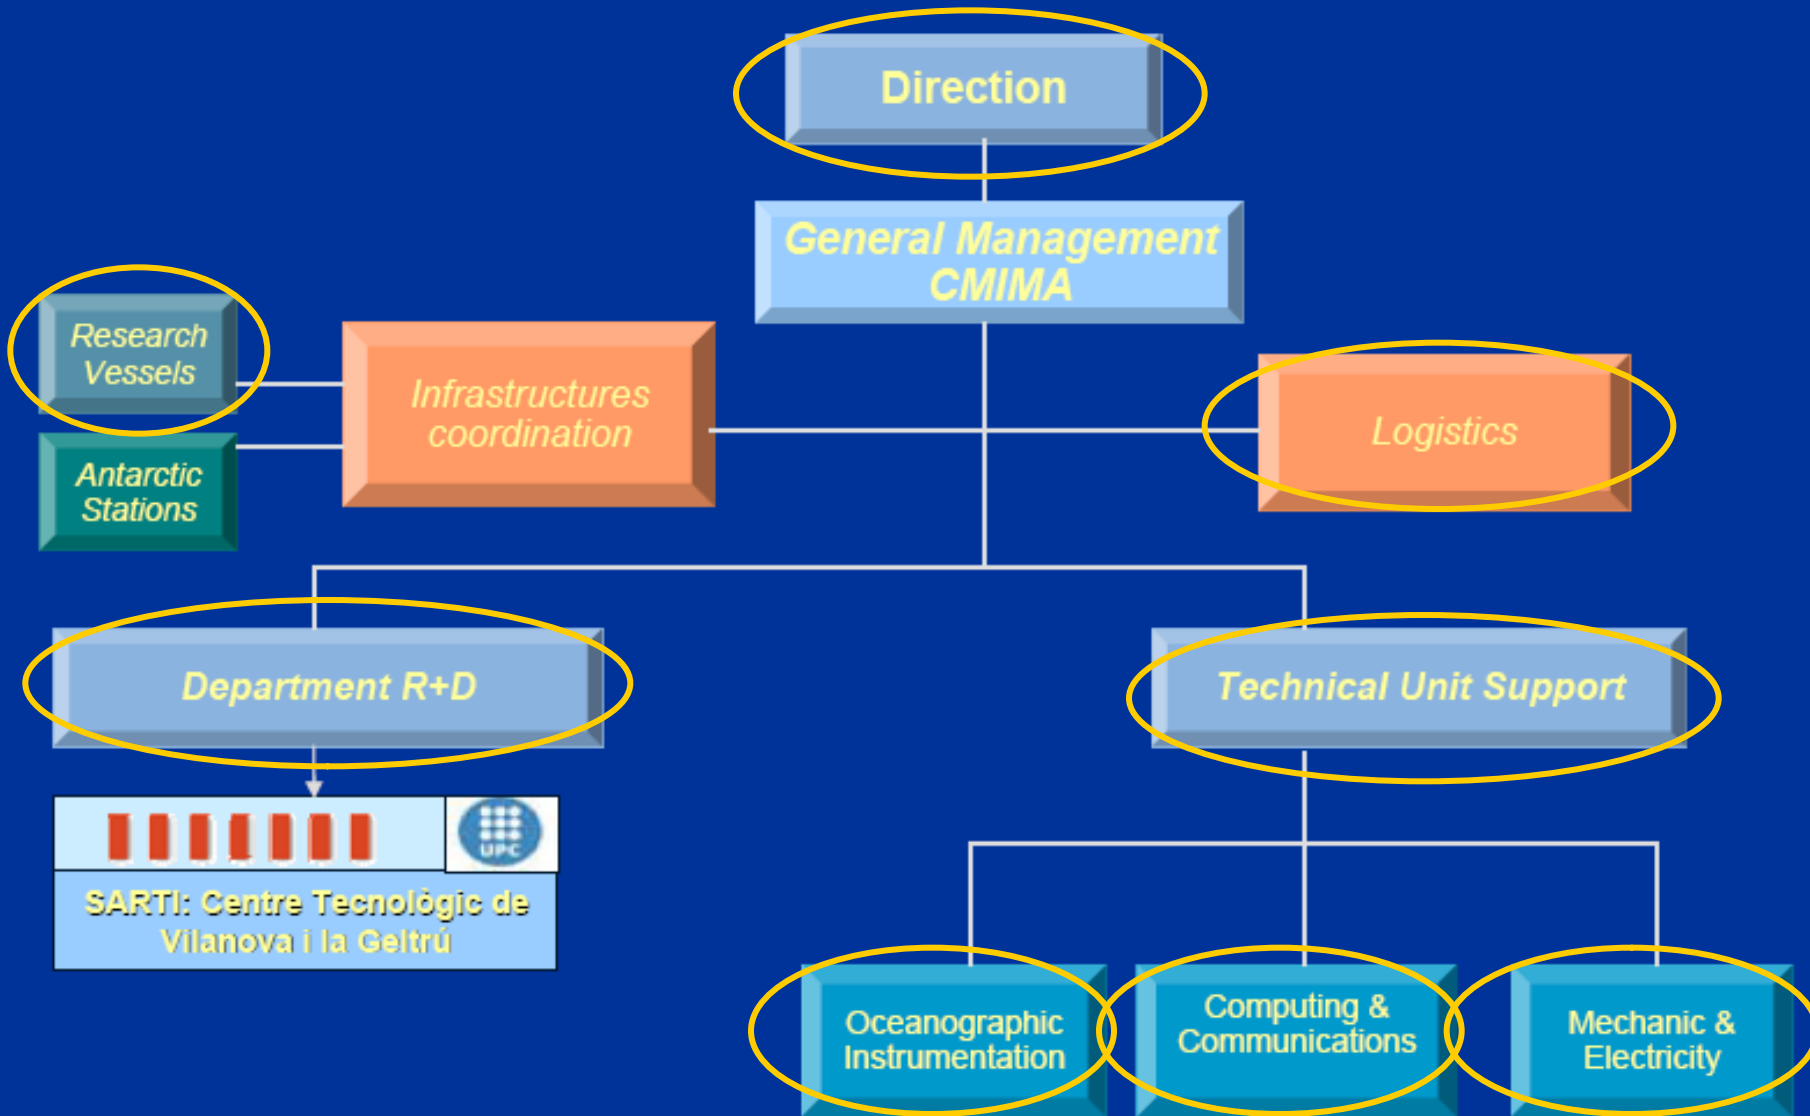 Direction
General Management
CMIMA
Research
Vessels
Infrastructures
coordination
Logistics
Antarctic
Stations
Department R+D
Technical Unit Support
UPC
SARTI: Centre Tecnològic de
Vilanova i la Geltrú
Oceanographic
Instrumentation
Computing &
Communications
Mechanic &
Electricity